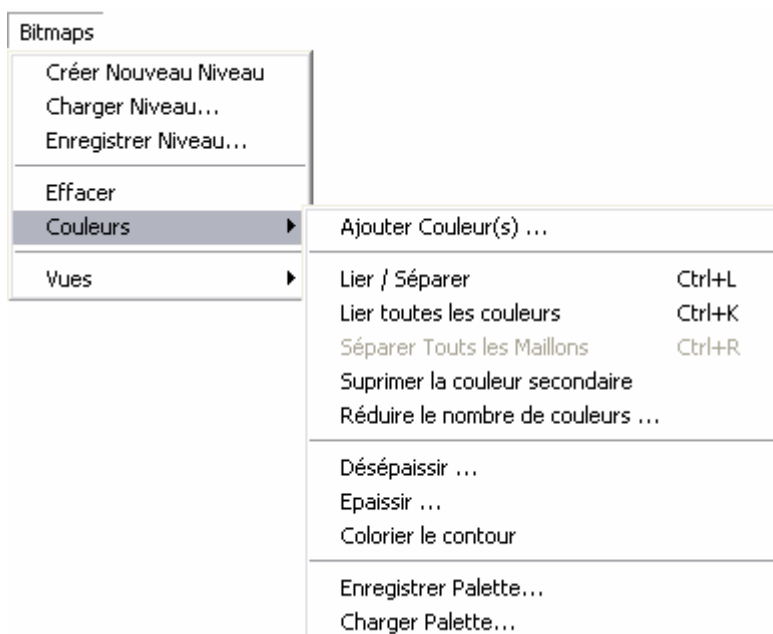 Bitmaps
Créer Nouveau Niveau
Charger Niveau...
Enregistrer Niveau...
Effacer
Couleurs
Vues
Ajouter Couleur(s) ...
Lier / Séparer Ctrl+L
Lier toutes les couleurs Ctrl+K
Séparer Touts les Maillons Ctrl+R
Suprimer la couleur secondaire
Réduire le nombre de couleurs ...
Désépaissir ...
Epaissir ...
Colorier le contour
Enregistrer Palette...
Charger Palette...